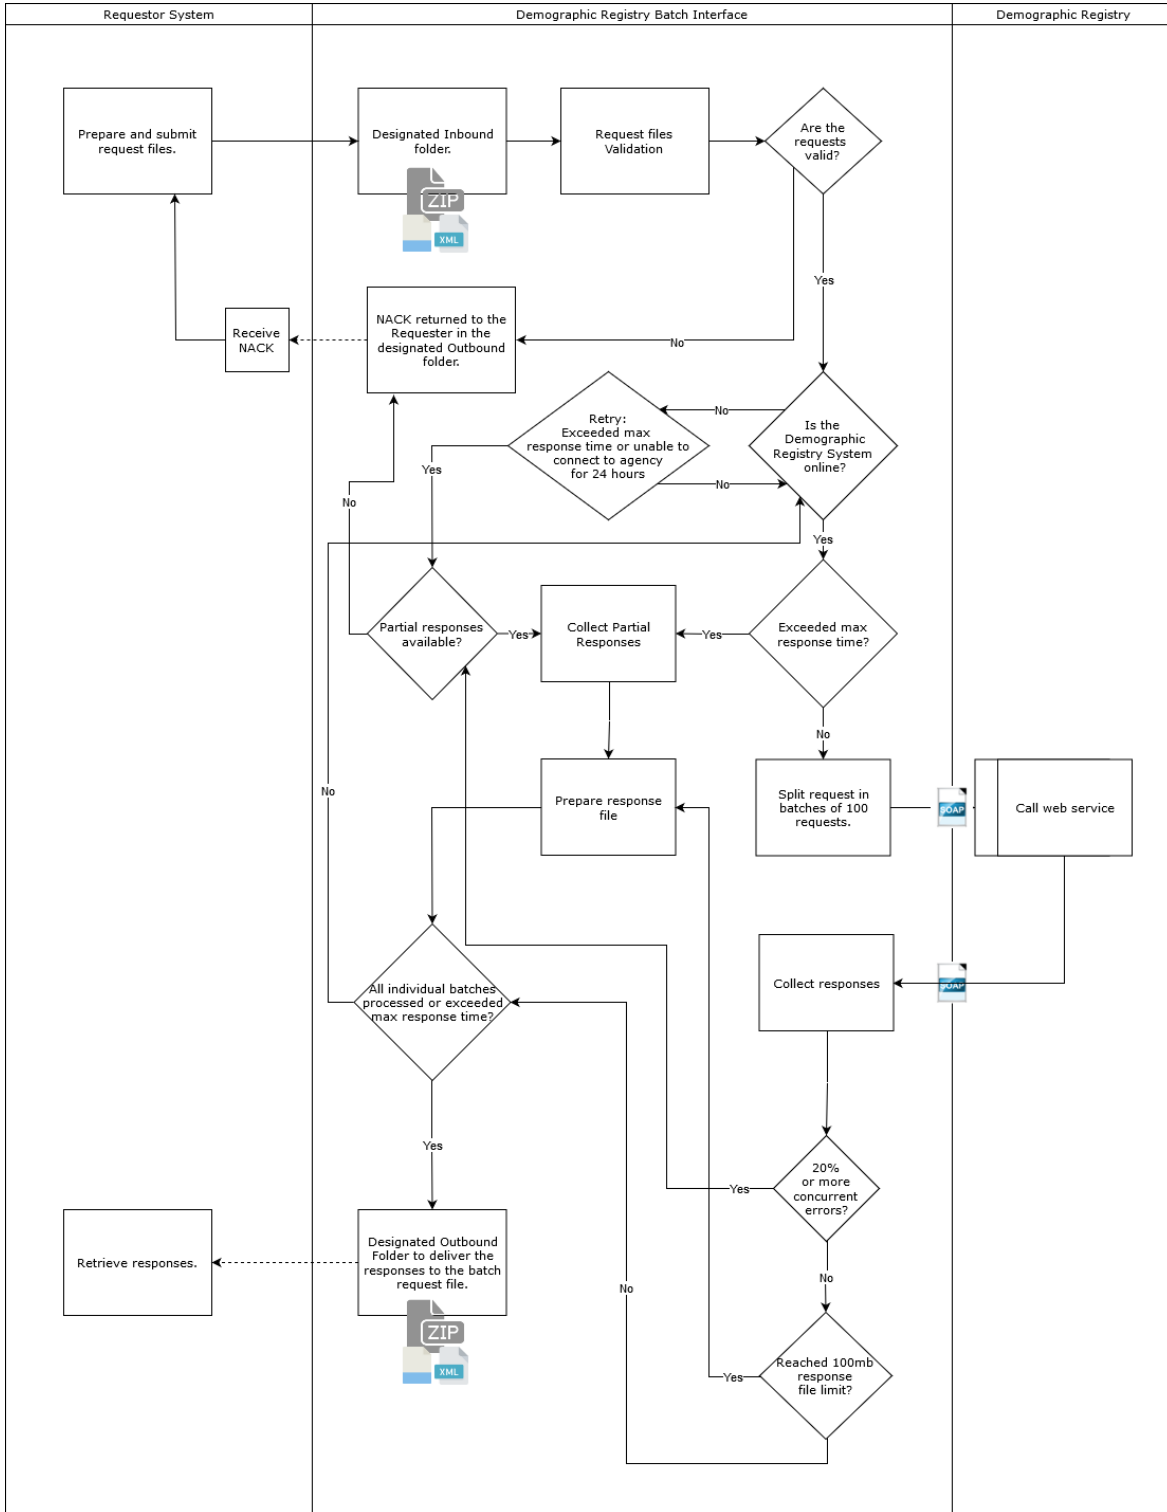 Requestor System
Demographic Registry Batch Interface
Demographic Registry
Prepare and submit
request files.
Designated Inbound
folder.
ZIP
XML
Request files
Validation
Are the
requests
valid?
Yes
No
NACK returned to the
Requester in the
designated Outbound
folder.
Receive
NACK
Retry:
Exceeded max
response time or unable to
connect to agency
for 24 hours
No
No
Is the
Demographic
Registry System
online?
Yes
No
Yes
Partial responses
available?
Yes
Collect Partial
Responses
Yes
Exceeded max
response time?
No
Prepare response
file
Split request in
batches of 100
requests.
SOAP
Call web service
No
All individual batches
processed or exceeded
max response time?
Collect responses
SOAP
Yes
20%
or more
concurrent
errors?
Yes
No
Retrieve responses.
Designated Outbound
Folder to deliver the
responses to the batch
request file.
ZIP
XML
No
Reached 100mb
response
file limit?
Yes